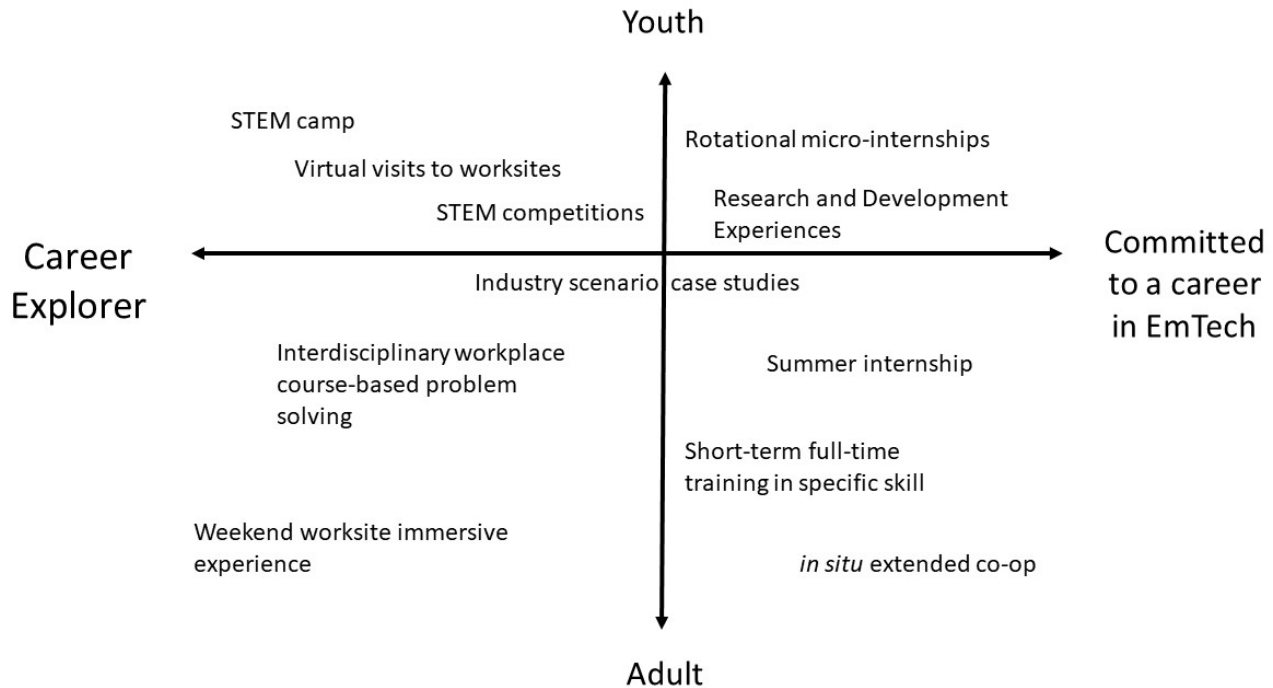 Youth
STEM camp
Rotational micro-internships
Virtual visits to worksites
STEM competitions
Research and Development
Experiences
Career
Explorer
Committed
to a career
in EmTech
Industry scenario case studies
Interdisciplinary workplace
course-based problem
solving
Summer internship
Short-term full-time
training in specific skill
Weekend worksite immersive
experience
in situ extended co-op
Adult